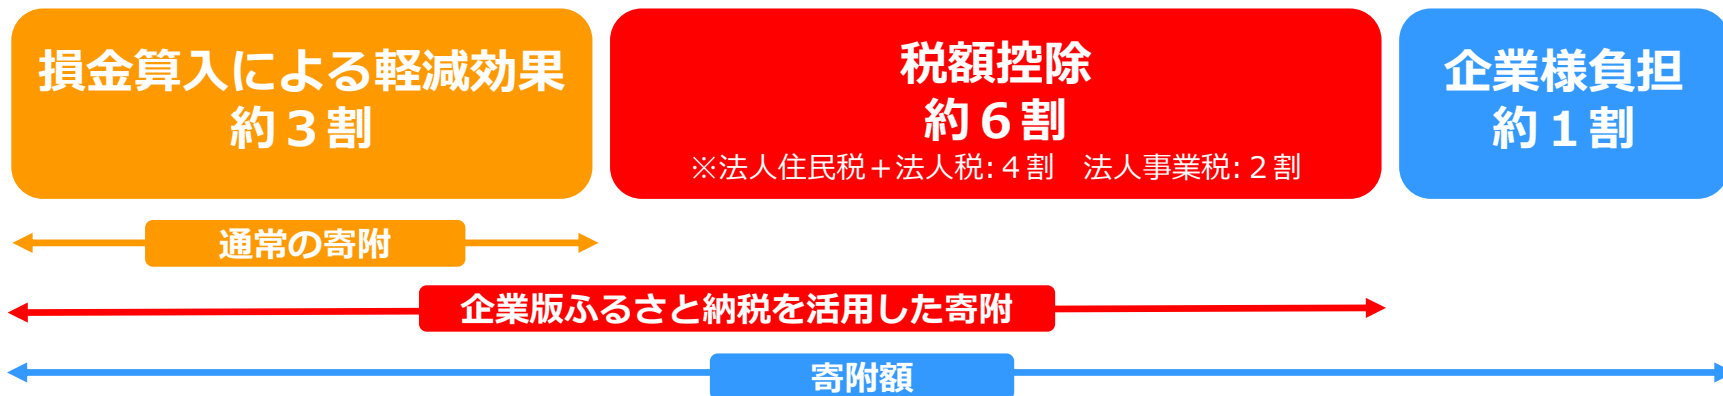 損金算入による軽減効果
約３割
税額控除
約６割
※法人住民税＋法人税:４割　法人事業税:２割
企業様負担
約１割
通常の寄附
企業版ふるさと納税を活用した寄附
寄附額